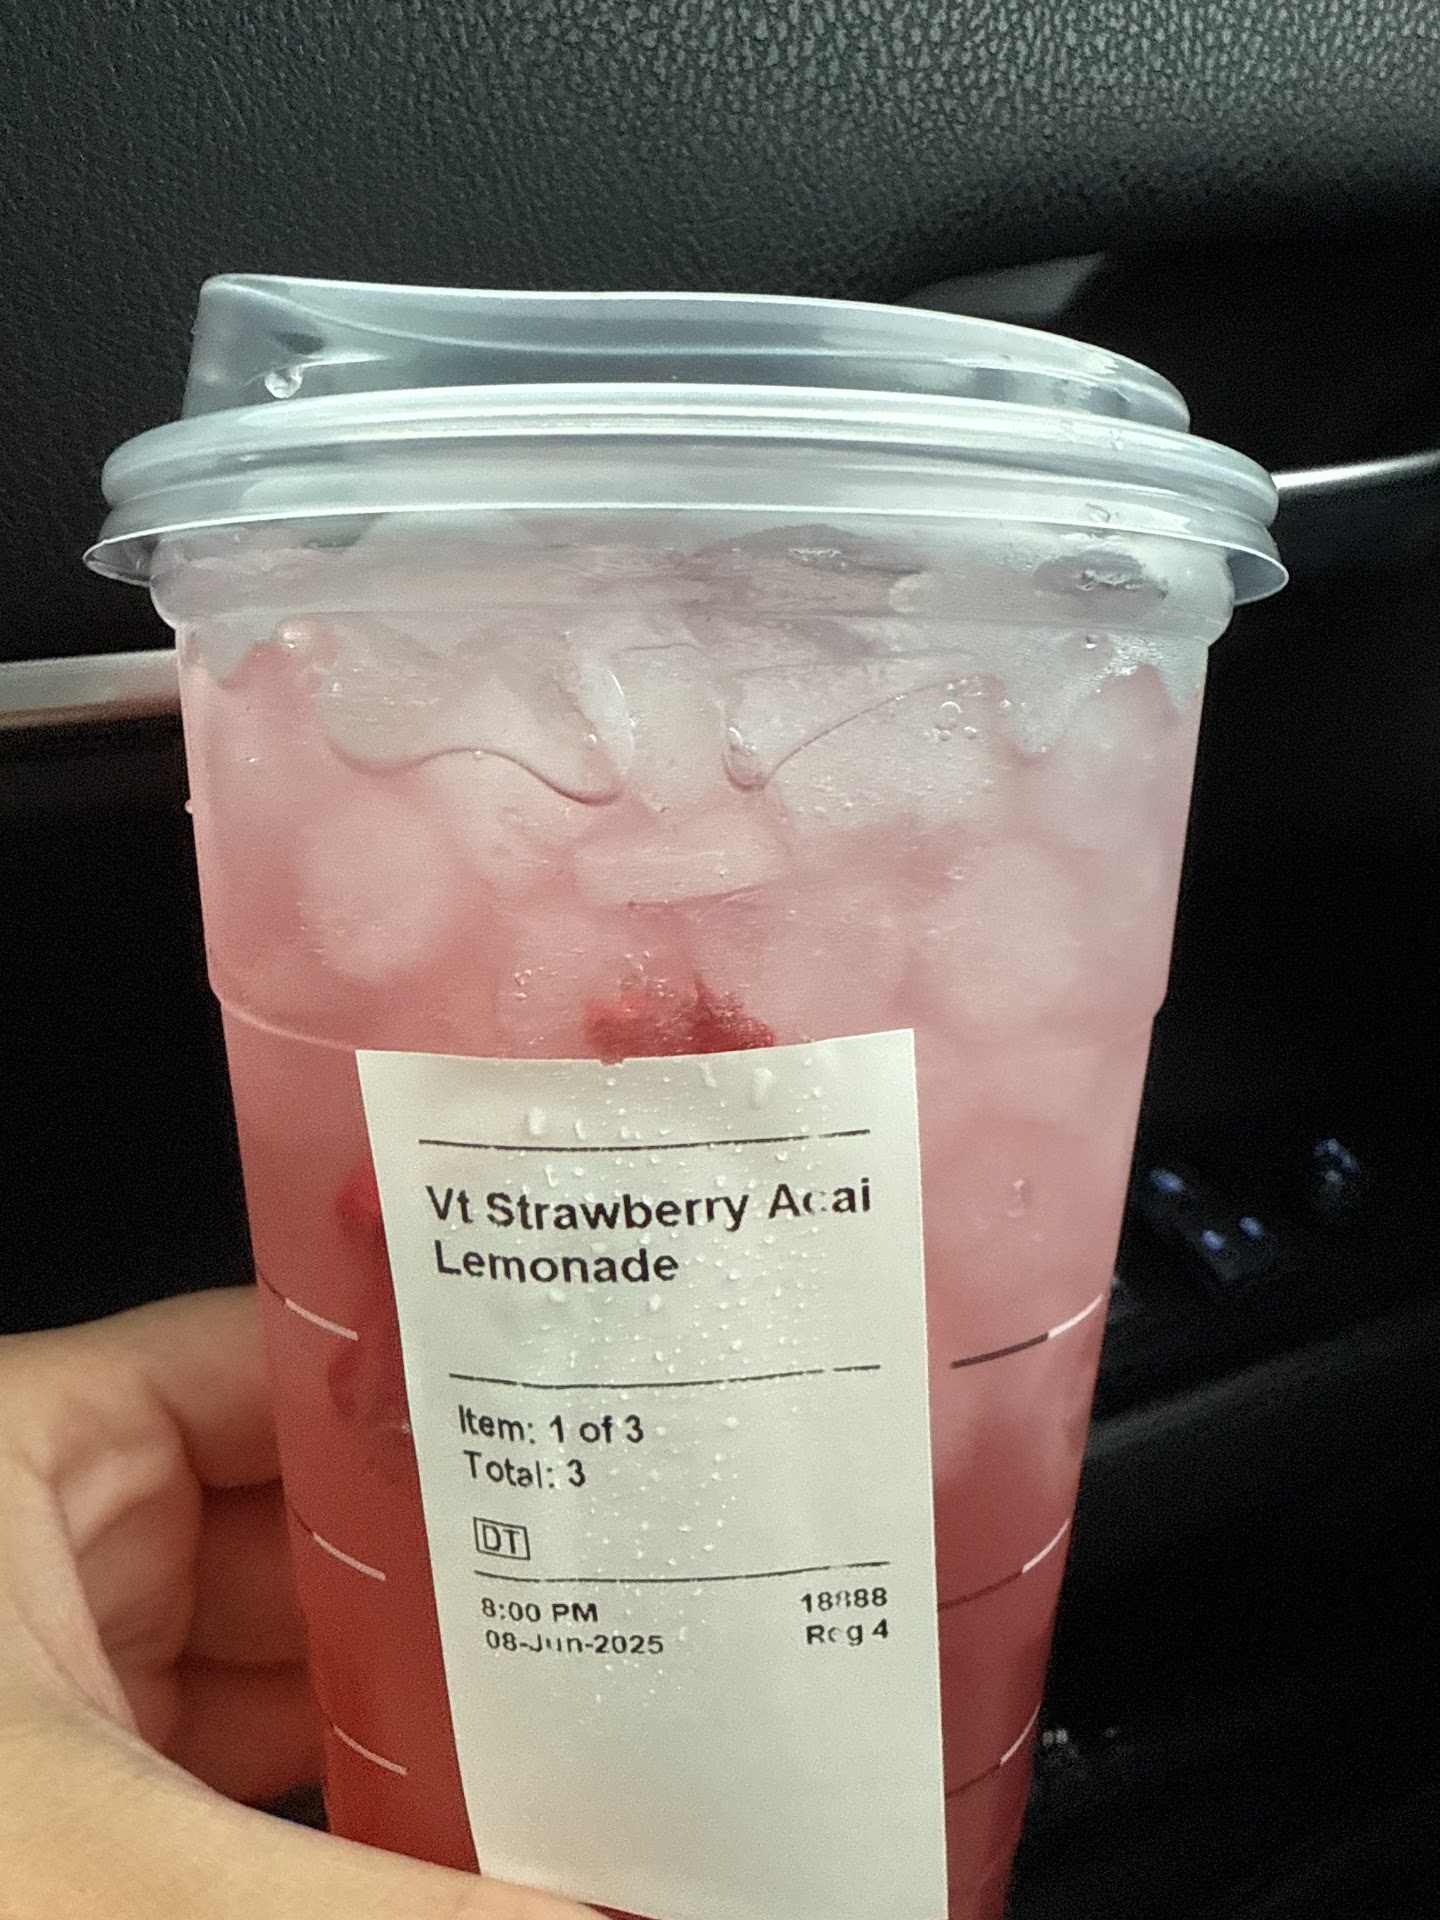 Vt Strawberry Acai
Lemonade
Item: 1 of 3
Total: 3
DT
8:00 PM
18888
08-Jun-2025
Reg 4